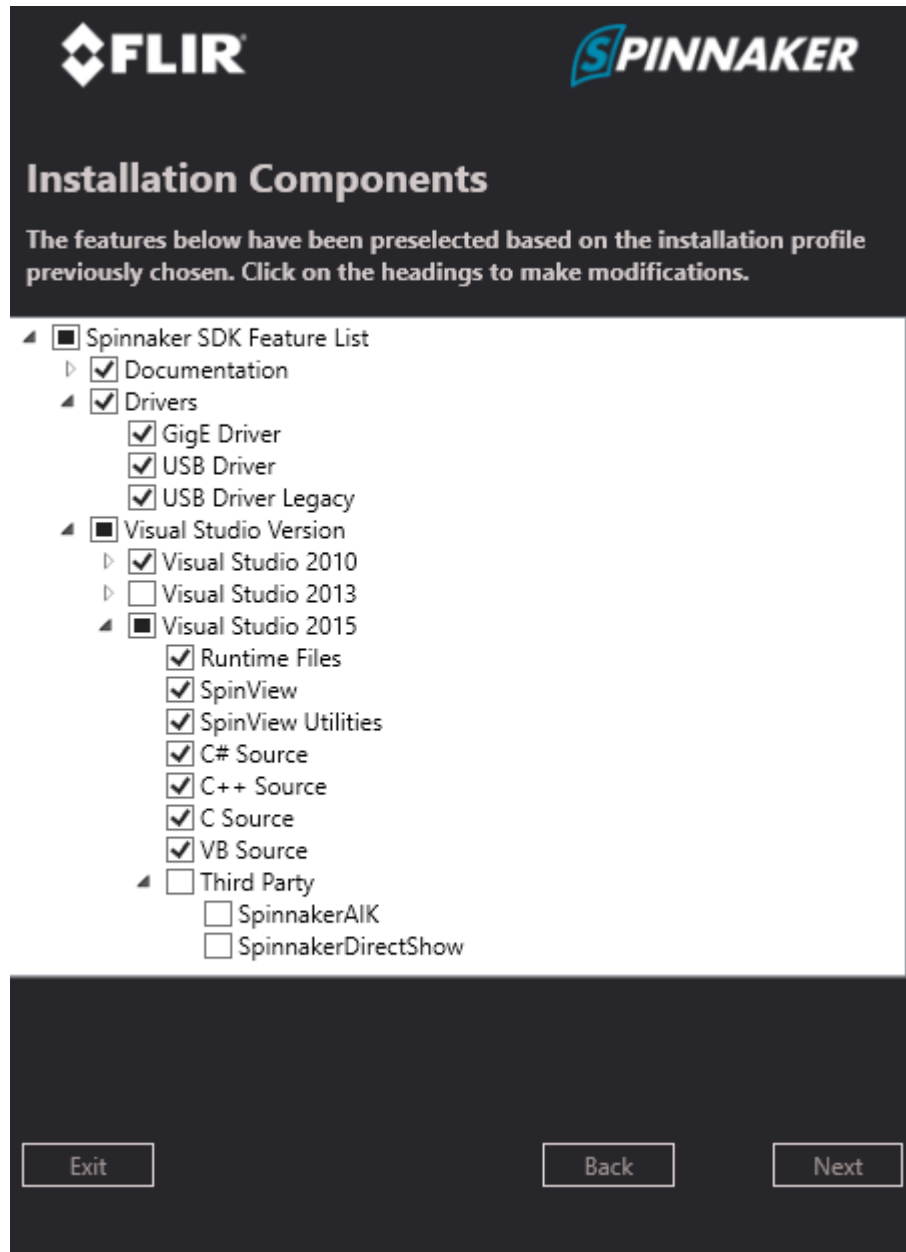 FLIR
SPINNAKER
Installation Components
The features below have been preselected based on the installation profile
previously chosen. Click on the headings to make modifications.
Spinnaker SDK Feature List
Documentation
Drivers
GigE Driver
USB Driver
USB Driver Legacy
Visual Studio Version
Visual Studio 2010
Visual Studio 2013
Visual Studio 2015
Runtime Files
SpinView
SpinView Utilities
C# Source
C++ Source
C Source
VB Source
Third Party
SpinnakerAIK
SpinnakerDirectShow
Exit
Back
Next